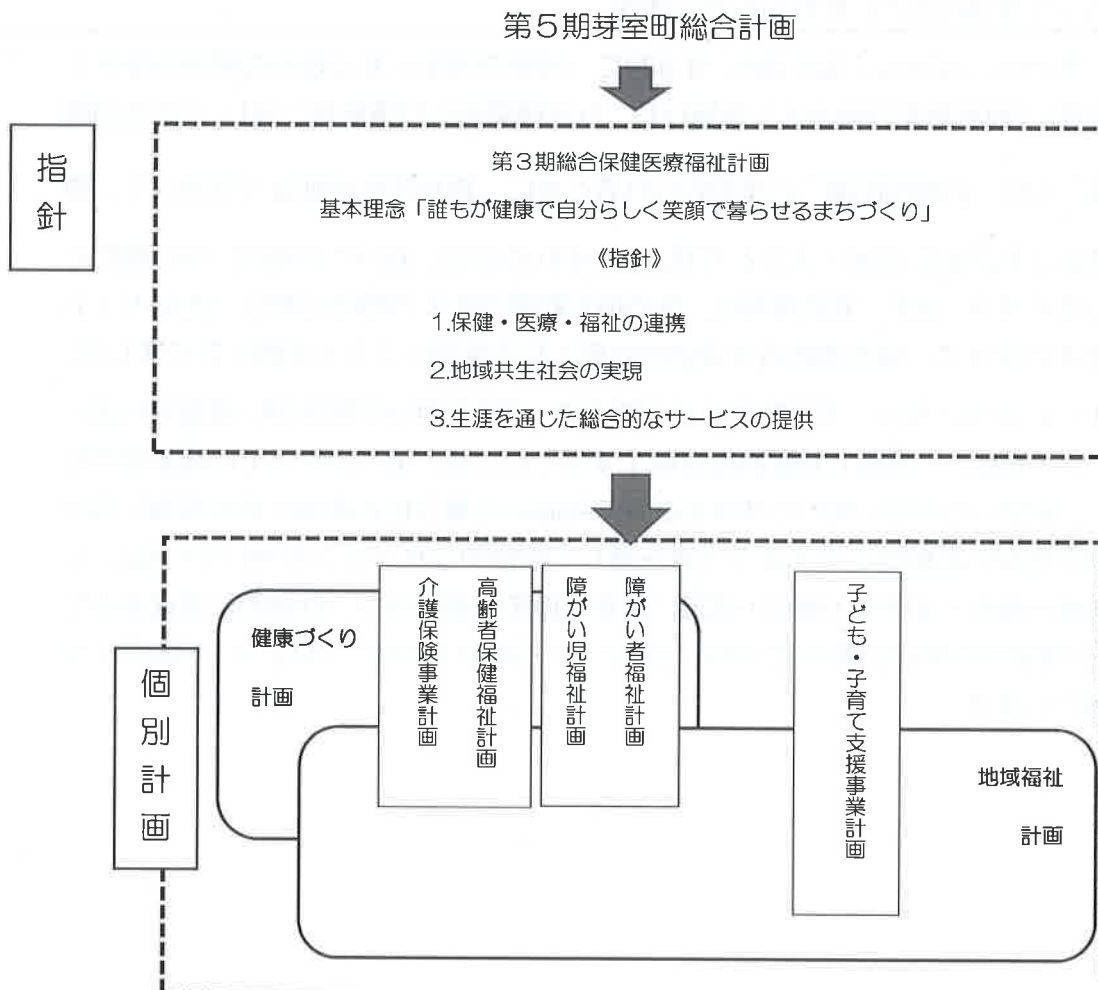 第5期芽室町総合計画
指針
第3期総合保健医療福祉計画
基本理念「誰もが健康で自分らしく笑顔で暮らせるまちづくり」
《指針》
1.保健・医療・福祉の連携
2.地域共生社会の実現
3.生涯を通じた総合的なサービスの提供
個別計画
健康づくり
計画
高齢者保健福祉計画
介護保険事業計画
障がい者福祉計画
障がい児福祉計画
子ども・子育て支援事業計画
地域福祉
計画